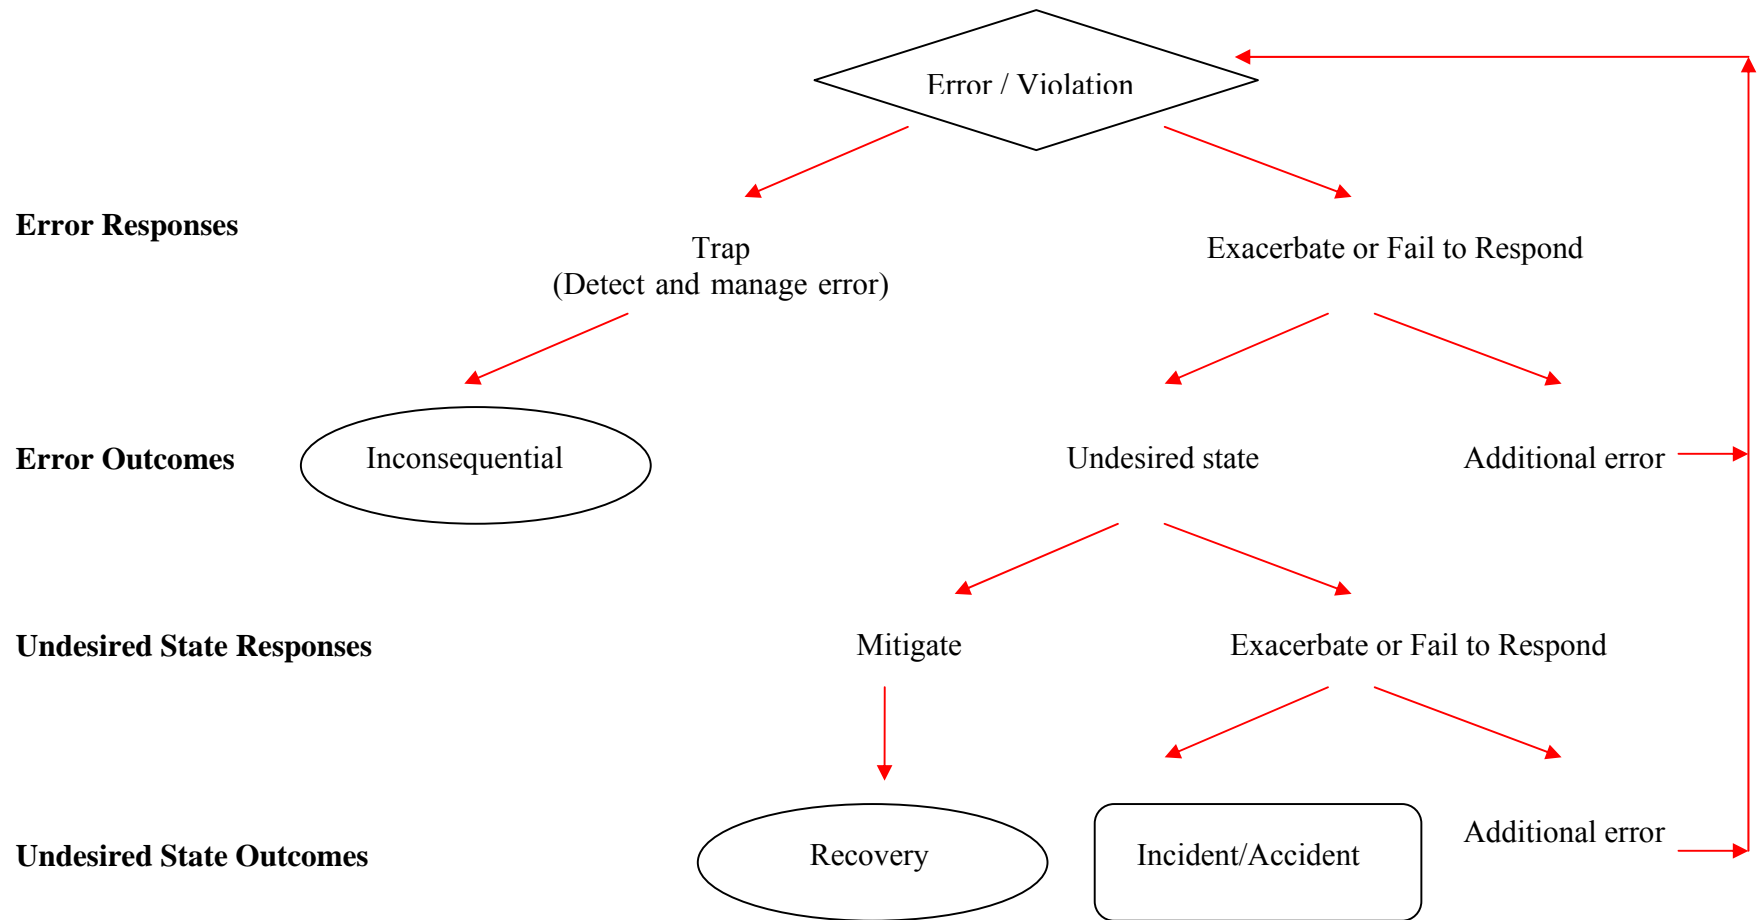 Error / Violation
Error Responses
Trap
(Detect and manage error)
Exacerbate or Fail to Respond
Error Outcomes
Inconsequential
Undesired state
Additional error
Undesired State Responses
Mitigate
Exacerbate or Fail to Respond
Undesired State Outcomes
Recovery
Incident/Accident
Additional error